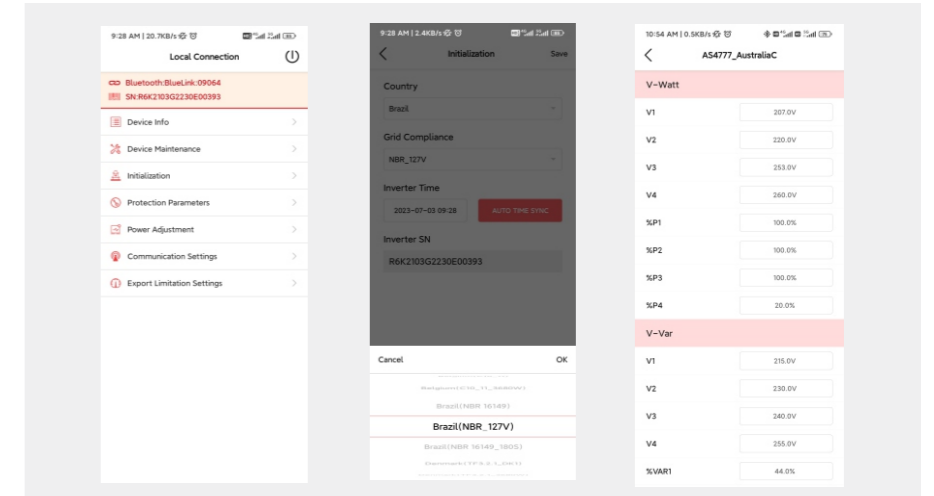 9:28 AM | 20.7KB/s
Local Connection
Bluetooth:BlueLink:09064
SN:R6K2103G2230E00393
Device Info
Device Maintenance
Initialization
Protection Parameters
Power Adjustment
Communication Settings
Export Limitation Settings
9:28 AM | 2.4KB/s
Initialization Save
Country
Brazil
Grid Compliance
NBR_127V
Inverter Time
2023-07-03 09:28 AUTO TIME SYNC
Inverter SN
R6K2103G2230E00393
Cancel OK
Brazil(NBR 16149)
Brazil(NBR_127V)
Brazil(NBR 16149_180S)
10:54 AM | 0.5KB/s
AS4777_AustraliaC
V-Watt
V1 207.0V
V2 220.0V
V3 253.0V
V4 260.0V
%P1 100.0%
%P2 100.0%
%P3 100.0%
%P4 20.0%
V-Var
V1 215.0V
V2 230.0V
V3 240.0V
V4 255.0V
%VAR1 44.0%